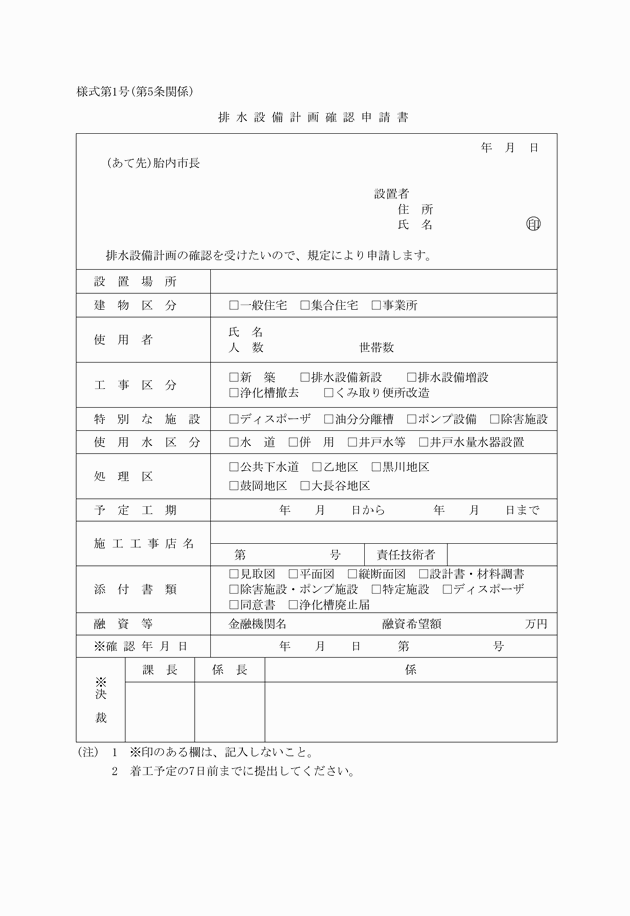 様式第1号(第5条関係)
排水設備計画確認申請書
年　月　日
(あて先)胎内市長
設置者
住　所
氏　名　㊞
排水設備計画の確認を受けたいので、規定により申請します。
設置場所
建物区分　□一般住宅　□集合住宅　□事業所
使用者　氏　名
人　数　世帯数
工事区分　□新　築　□排水設備新設　□排水設備増設
□浄化槽撤去　□くみ取り便所改造
特別な施設　□ディスポーザ　□油分分離槽　□ポンプ設備　□除害施設
使用水区分　□水　道　□併　用　□井戸水等　□井戸水量水器設置
処理区　□公共下水道　□乙地区　□黒川地区
□鼓岡地区　□大長谷地区
予定工期　年　月　日から　年　月　日まで
施工工事店名
第　号　責任技術者
添付書類　□見取図　□平面図　□縦断面図　□設計書・材料調書
□除害施設・ポンプ施設　□特定施設　□ディスポーザ
□同意書　□浄化槽廃止届
融資等　金融機関名　融資希望額　万円
※確認年月日　年　月　日　第　号
※決裁　課長　係長　係
(注)　1　※印のある欄は、記入しないこと。
2　着工予定の7日前までに提出してください。